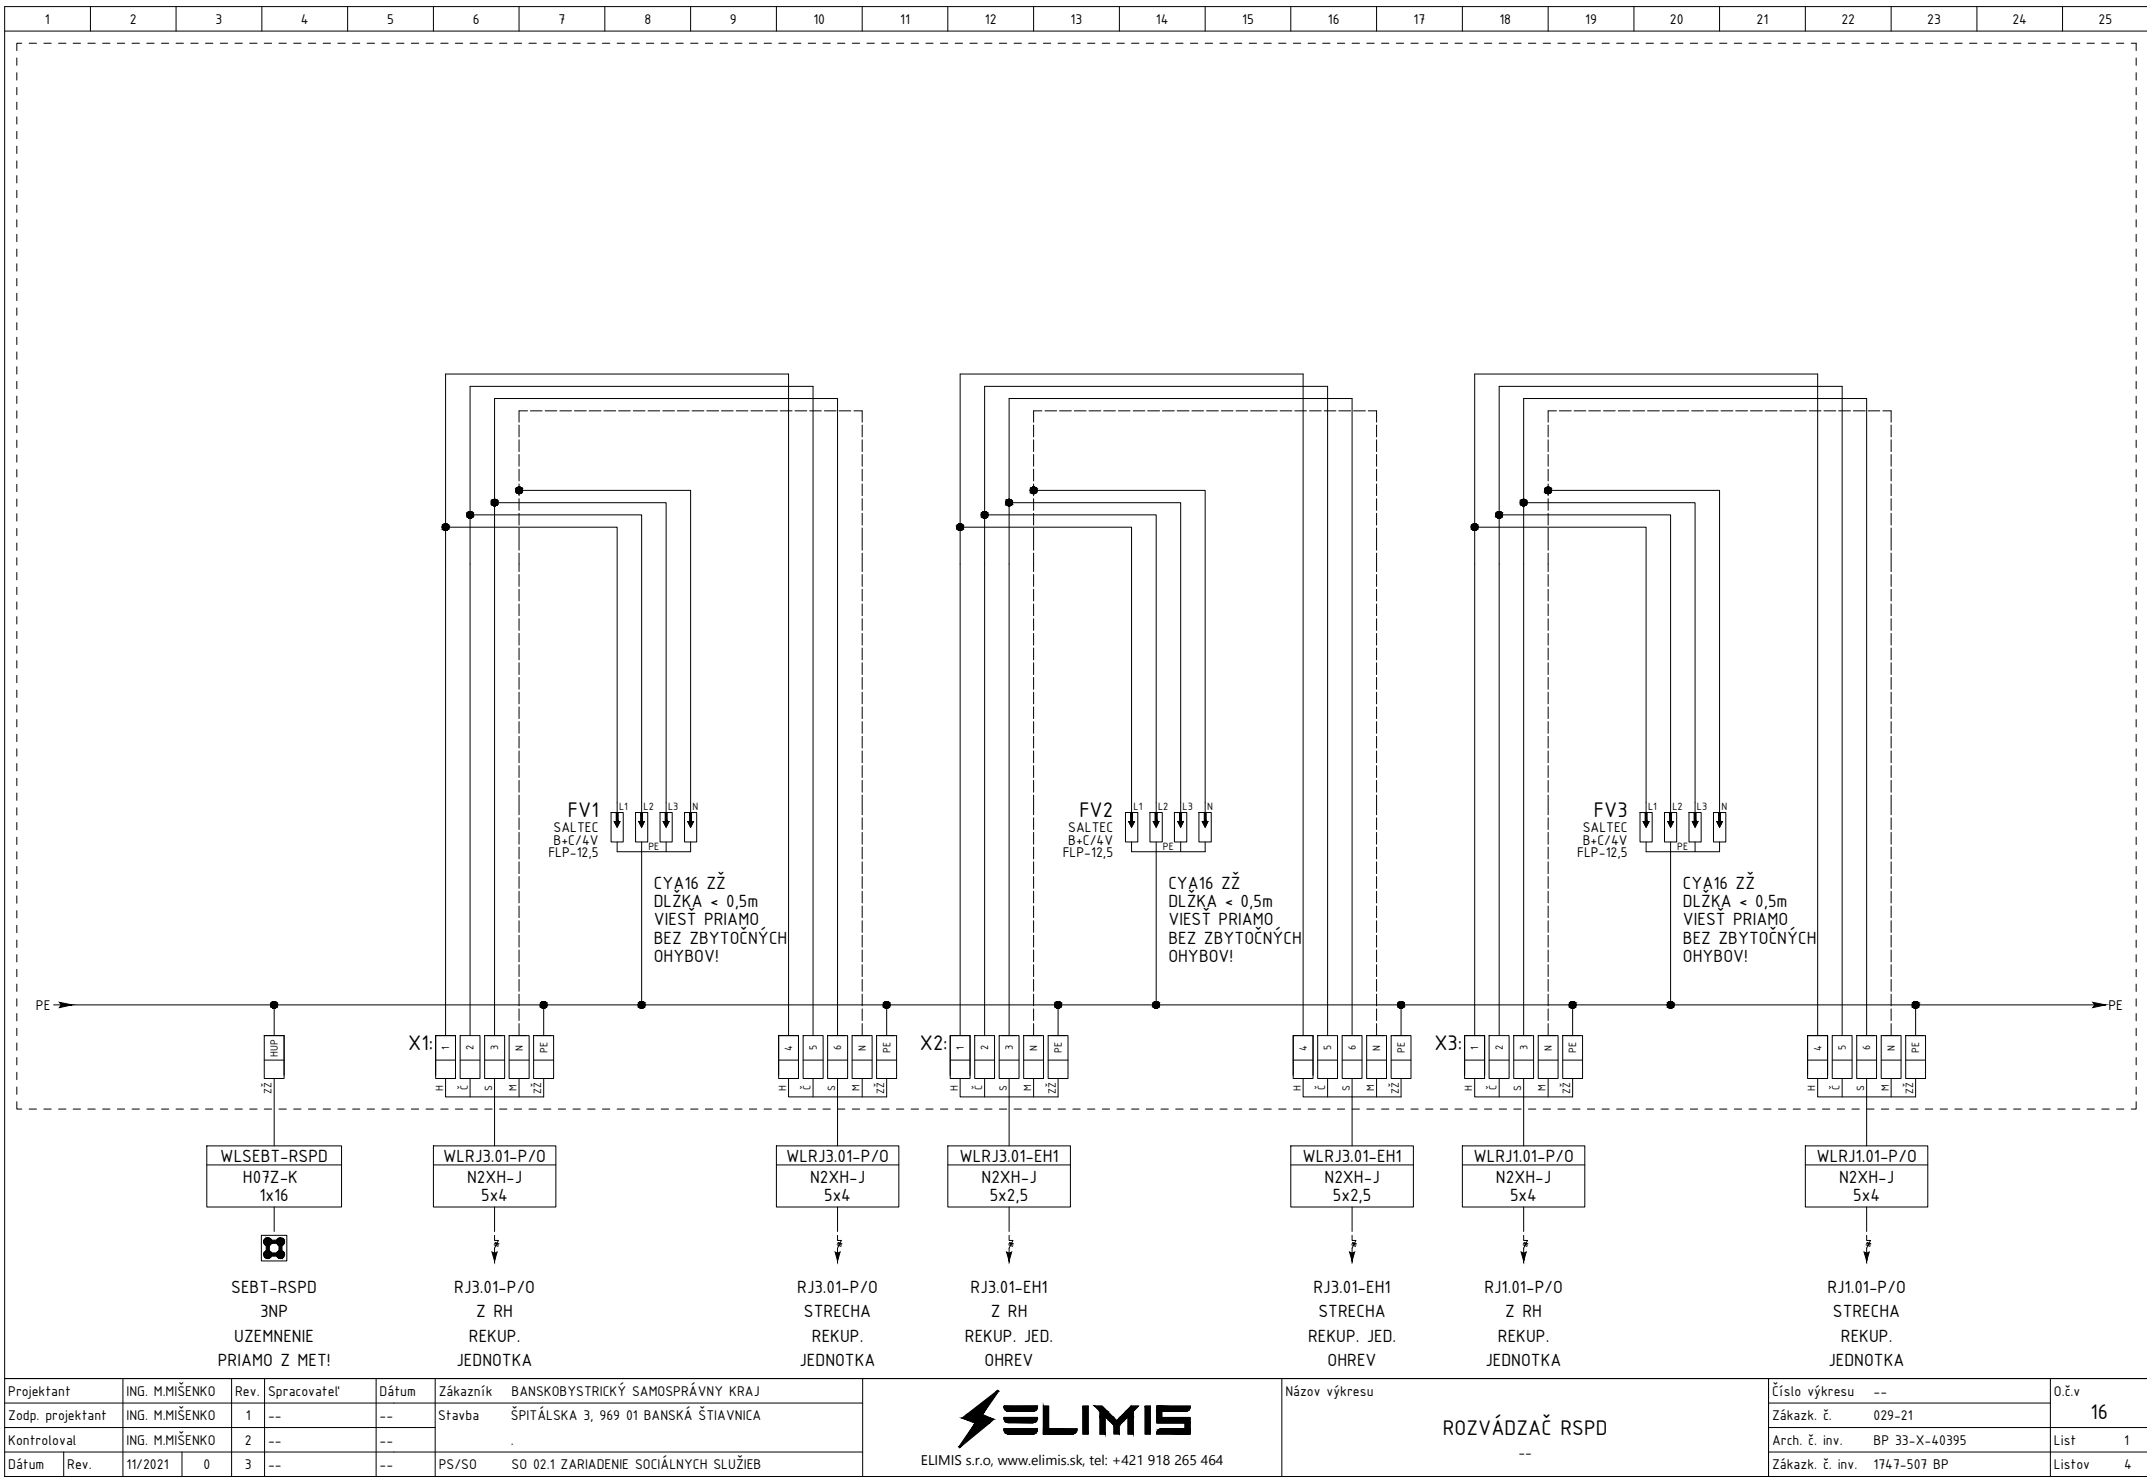 1 2 3 4 5 6 7 8 9 10 11 12 13 14 15 16 17 18 19 20 21 22 23 24 25
FV1
SALTEC
B+C/4V
FLP-12,5
L1 L2 L3 N
PE
CYA16 ZŽ
DLŽKA < 0,5m
VIESŤ PRIAMO
BEZ ZBYTOČNÝCH
OHYBOV!
FV2
SALTEC
B+C/4V
FLP-12,5
L1 L2 L3 N
PE
CYA16 ZŽ
DLŽKA < 0,5m
VIESŤ PRIAMO
BEZ ZBYTOČNÝCH
OHYBOV!
FV3
SALTEC
B+C/4V
FLP-12,5
L1 L2 L3 N
PE
CYA16 ZŽ
DLŽKA < 0,5m
VIESŤ PRIAMO
BEZ ZBYTOČNÝCH
OHYBOV!
PE PE
HUP
ZŽ
X1: 1 2 3 N PE
H Č S M ZŽ
4 5 6 N PE
H Č S M ZŽ
X2: 1 2 3 N PE
H Č S M ZŽ
4 5 6 N PE
H Č S M ZŽ
X3: 1 2 3 N PE
H Č S M ZŽ
4 5 6 N PE
H Č S M ZŽ
WLSEBT-RSPD
H07Z-K
1x16
SEBT-RSPD
3NP
UZEMNENIE
PRIAMO Z MET!
WLRJ3.01-P/O
N2XH-J
5x4
RJ3.01-P/O
Z RH
REKUP.
JEDNOTKA
WLRJ3.01-P/O
N2XH-J
5x4
RJ3.01-P/O
STRECHA
REKUP.
JEDNOTKA
WLRJ3.01-EH1
N2XH-J
5x2,5
RJ3.01-EH1
Z RH
REKUP. JED.
OHREV
WLRJ3.01-EH1
N2XH-J
5x2,5
RJ3.01-EH1
STRECHA
REKUP. JED.
OHREV
WLRJ1.01-P/O
N2XH-J
5x4
RJ1.01-P/O
Z RH
REKUP.
JEDNOTKA
WLRJ1.01-P/O
N2XH-J
5x4
RJ1.01-P/O
STRECHA
REKUP.
JEDNOTKA
Projektant ING. M.MIŠENKO Rev. Spracovateľ Dátum Zákazník BANSKOBYSTRICKÝ SAMOSPRÁVNY KRAJ
Zodp. projektant ING. M.MIŠENKO 1 -- -- Stavba ŠPITÁLSKA 3, 969 01 BANSKÁ ŠTIAVNICA
Kontroloval ING. M.MIŠENKO 2 -- -- .
Dátum Rev. 11/2021 0 3 -- -- PS/SO SO 02.1 ZARIADENIE SOCIÁLNYCH SLUŽIEB
ELIMIS
ELIMIS s.r.o, www.elimis.sk, tel: +421 918 265 464
Názov výkresu
ROZVÁDZAČ RSPD
--
Číslo výkresu -- O.č.v
Zákazk. č. 029-21 16
Arch. č. inv. BP 33-X-40395 List 1
Zákazk. č. inv. 1747-507 BP Listov 4